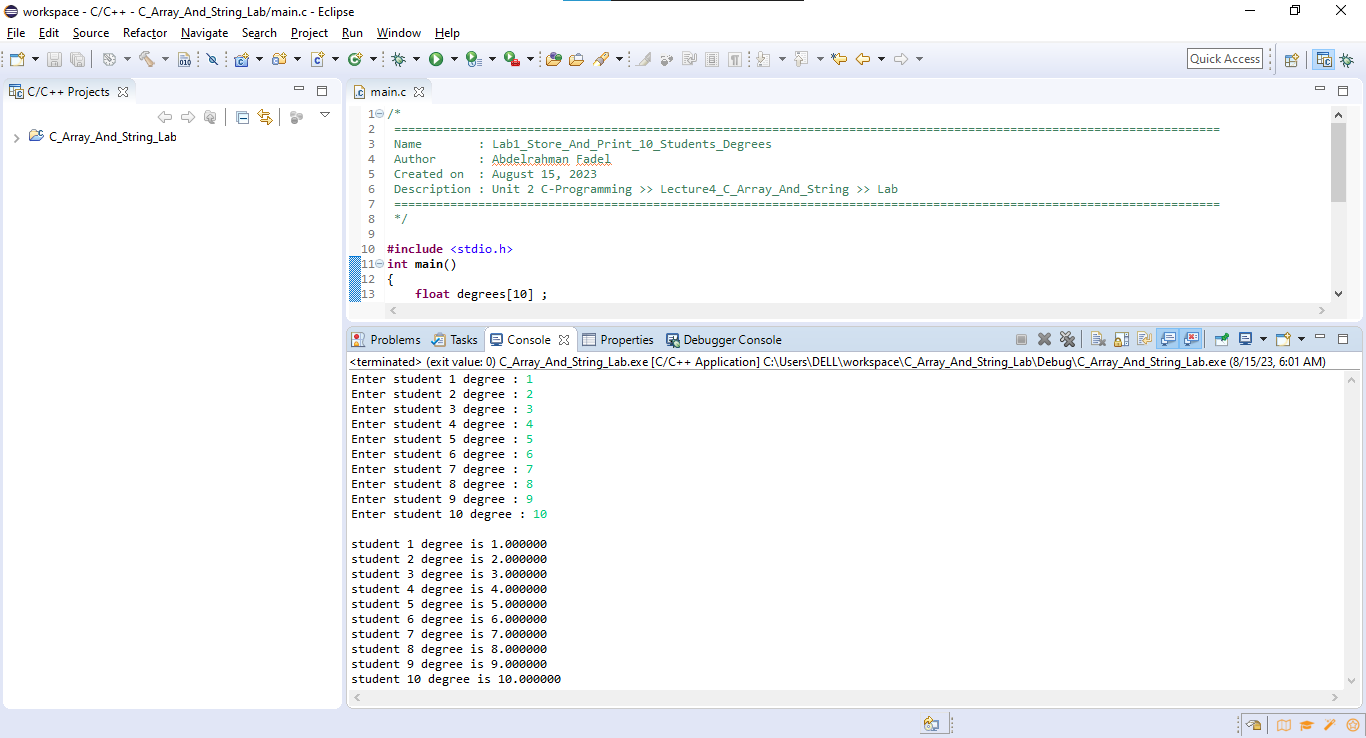 workspace - C/C++ - C_Array_And_String_Lab/main.c - Eclipse
File Edit Source Refactor Navigate Search Project Run Window Help
Quick Access
C/C++ Projects
C_Array_And_String_Lab
main.c
1 /*
2 ======================================================================================================================
3 Name        : Lab1_Store_And_Print_10_Students_Degrees
4 Author      : Abdelrahman Fadel
5 Created on  : August 15, 2023
6 Description : Unit 2 C-Programming >> Lecture4_C_Array_And_String >> Lab
7 ======================================================================================================================
8 */
9
10 #include <stdio.h>
11 int main()
12 {
13     float degrees[10] ;
Problems Tasks Console Properties Debugger Console
<terminated> (exit value: 0) C_Array_And_String_Lab.exe [C/C++ Application] C:\Users\DELL\workspace\C_Array_And_String_Lab\Debug\C_Array_And_String_Lab.exe (8/15/23, 6:01 AM)
Enter student 1 degree : 1
Enter student 2 degree : 2
Enter student 3 degree : 3
Enter student 4 degree : 4
Enter student 5 degree : 5
Enter student 6 degree : 6
Enter student 7 degree : 7
Enter student 8 degree : 8
Enter student 9 degree : 9
Enter student 10 degree : 10

student 1 degree is 1.000000
student 2 degree is 2.000000
student 3 degree is 3.000000
student 4 degree is 4.000000
student 5 degree is 5.000000
student 6 degree is 6.000000
student 7 degree is 7.000000
student 8 degree is 8.000000
student 9 degree is 9.000000
student 10 degree is 10.000000